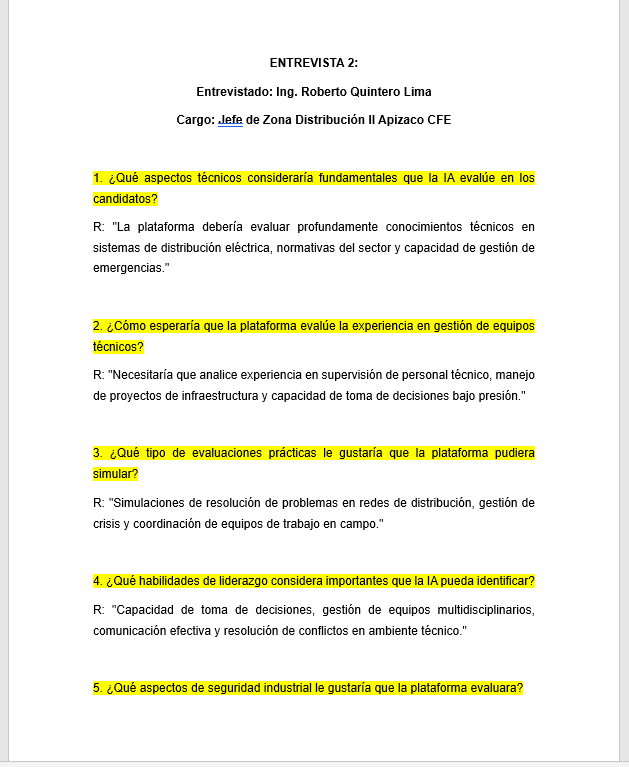 ENTREVISTA 2:
Entrevistado: Ing. Roberto Quintero Lima
Cargo: Jefe de Zona Distribución II Apizaco CFE
1. ¿Qué aspectos técnicos consideraría fundamentales que la IA evalúe en los
candidatos?
R: "La plataforma debería evaluar profundamente conocimientos técnicos en
sistemas de distribución eléctrica, normativas del sector y capacidad de gestión de
emergencias."
2. ¿Cómo esperaría que la plataforma evalúe la experiencia en gestión de equipos
técnicos?
R: "Necesitaría que analice experiencia en supervisión de personal técnico, manejo
de proyectos de infraestructura y capacidad de toma de decisiones bajo presión."
3. ¿Qué tipo de evaluaciones prácticas le gustaría que la plataforma pudiera
simular?
R: "Simulaciones de resolución de problemas en redes de distribución, gestión de
crisis y coordinación de equipos de trabajo en campo."
4. ¿Qué habilidades de liderazgo considera importantes que la IA pueda identificar?
R: "Capacidad de toma de decisiones, gestión de equipos multidisciplinarios,
comunicación efectiva y resolución de conflictos en ambiente técnico."
5. ¿Qué aspectos de seguridad industrial le gustaría que la plataforma evaluara?